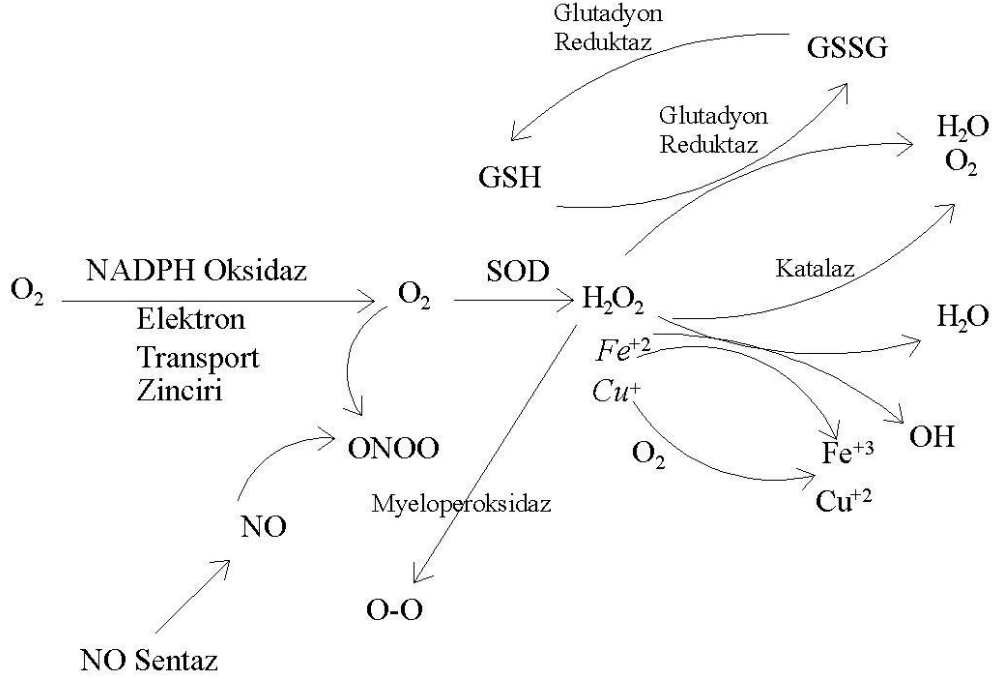 Glutadyon
Reduktaz
GSSG
Glutadyon
Reduktaz
H₂O
O₂
GSH
Katalaz
O₂
NADPH Oksidaz
O₂
SOD
H₂O₂
H₂O
Elektron
Transport
Zinciri
Fe⁺²
Cu⁺
O₂
Fe⁺³
Cu⁺²
OH
ONOO
Myeloperoksidaz
NO
O-O
NO Sentaz